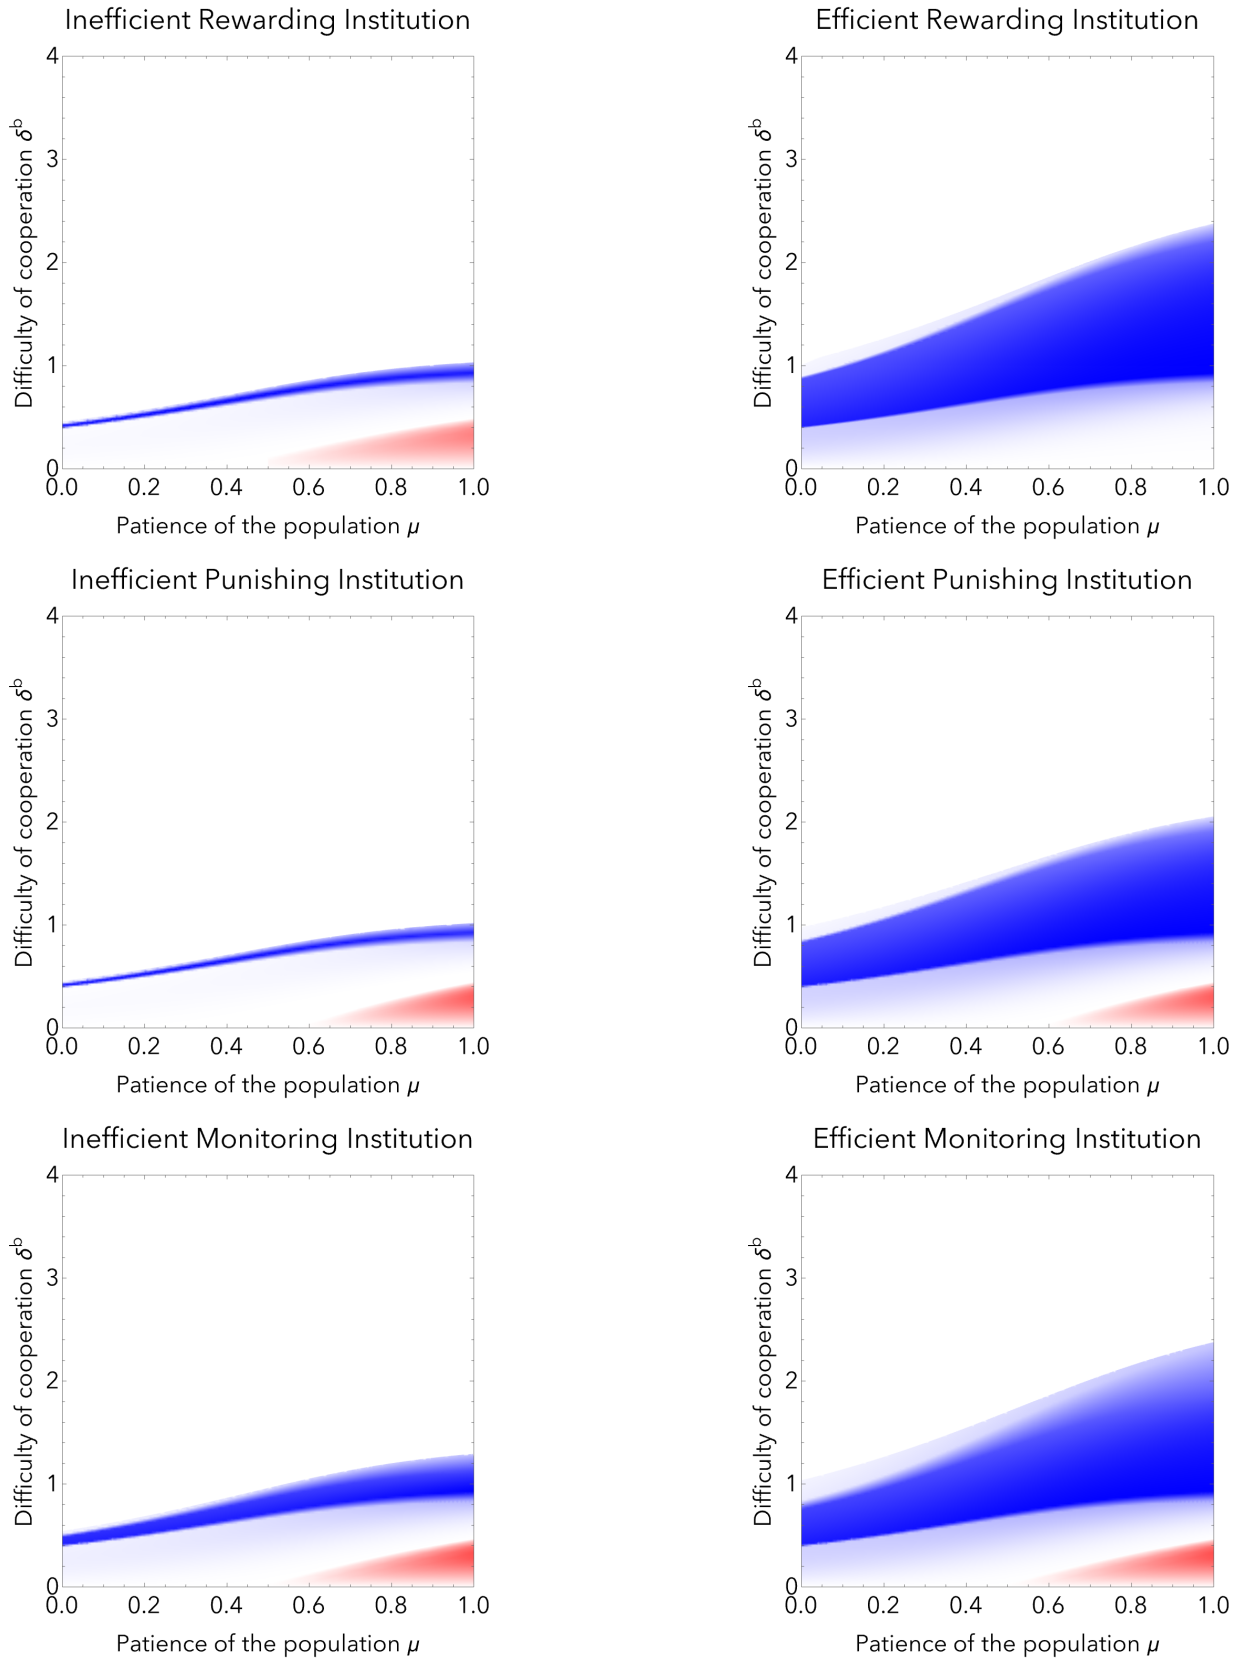 Inefficient Rewarding Institution
Difficulty of cooperation δᵇ
4
3
2
1
0
0.0 0.2 0.4 0.6 0.8 1.0
Patience of the population μ
Efficient Rewarding Institution
Difficulty of cooperation δᵇ
4
3
2
1
0
0.0 0.2 0.4 0.6 0.8 1.0
Patience of the population μ
Inefficient Punishing Institution
Difficulty of cooperation δᵇ
4
3
2
1
0
0.0 0.2 0.4 0.6 0.8 1.0
Patience of the population μ
Efficient Punishing Institution
Difficulty of cooperation δᵇ
4
3
2
1
0
0.0 0.2 0.4 0.6 0.8 1.0
Patience of the population μ
Inefficient Monitoring Institution
Difficulty of cooperation δᵇ
4
3
2
1
0
0.0 0.2 0.4 0.6 0.8 1.0
Patience of the population μ
Efficient Monitoring Institution
Difficulty of cooperation δᵇ
4
3
2
1
0
0.0 0.2 0.4 0.6 0.8 1.0
Patience of the population μ